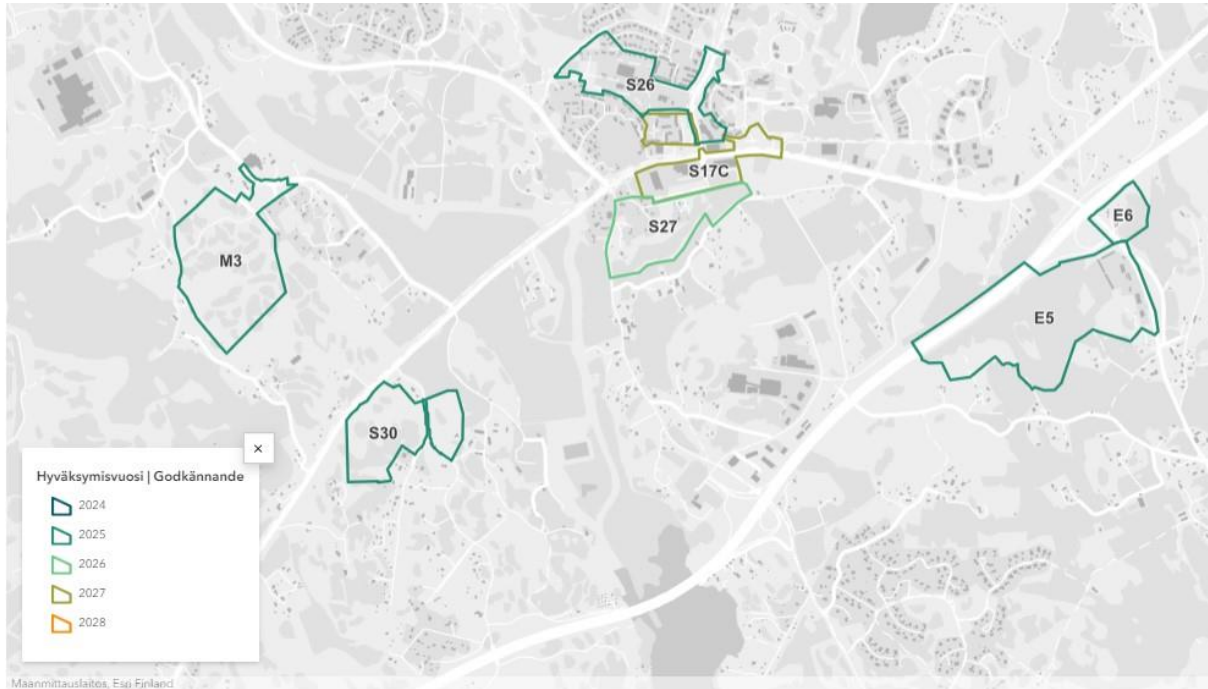 S26
S17C
E6
S27
M3
E5
S30
Hyväksymisvuosi | Godkännande
2024
2025
2026
2027
2028
Maanmittauslaitos, Esri Finland